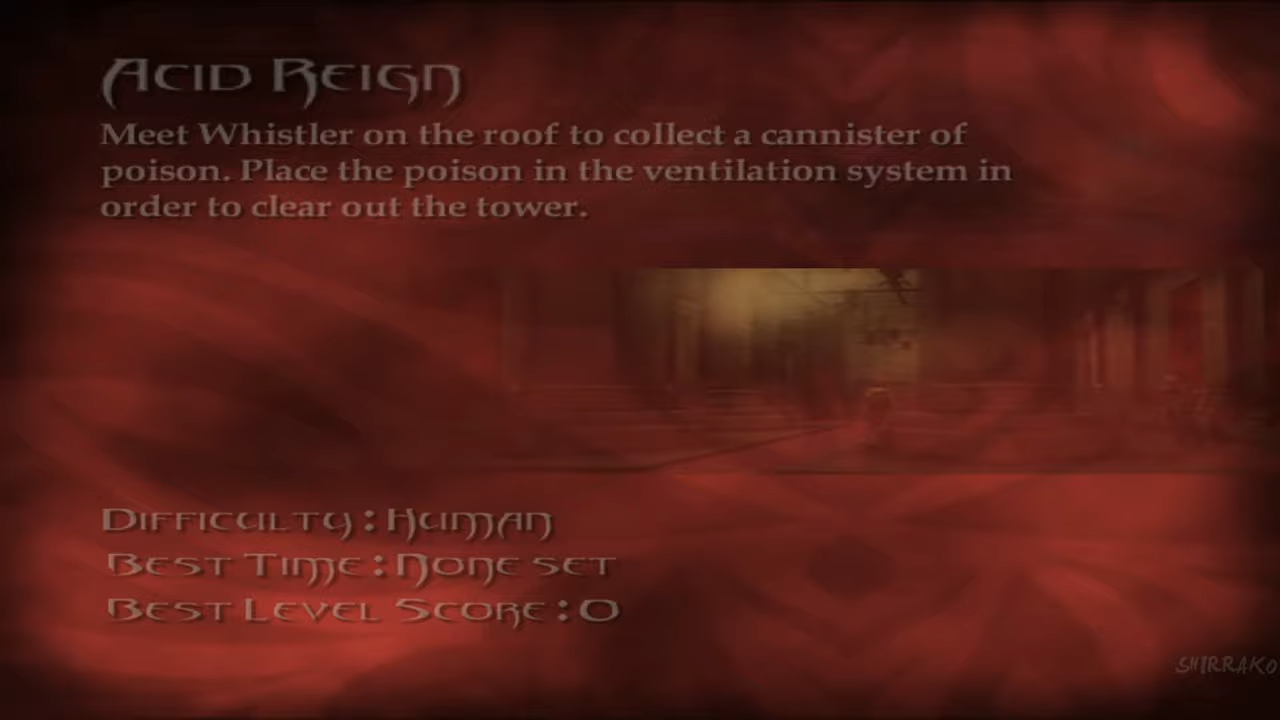 Acid Reign
Meet Whistler on the roof to collect a cannister of
poison. Place the poison in the ventilation system in
order to clear out the tower.
Difficulty : Human
Best Time : None set
Best Level Score : 0
SHIRRAKO